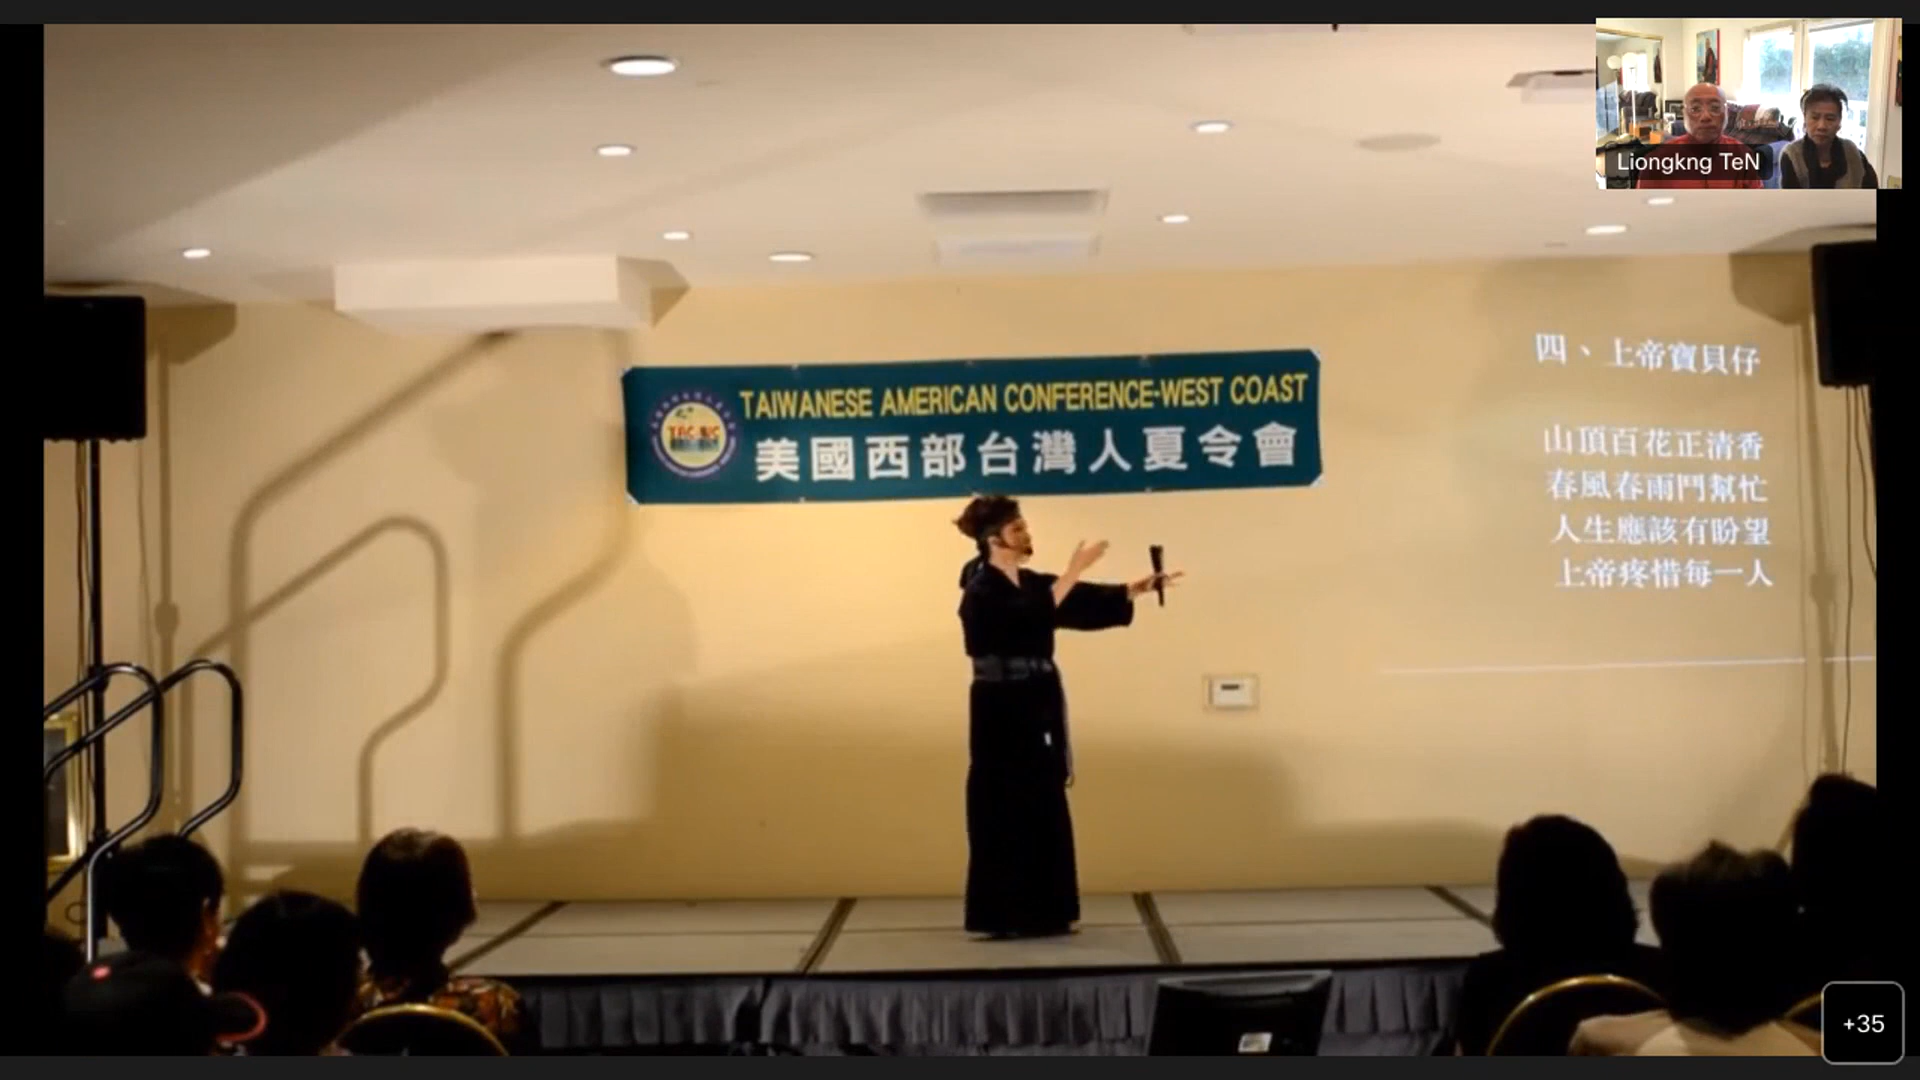 Liongkng TeN
TAIWANESE AMERICAN CONFERENCE-WEST COAST
美國西部台灣人夏令會
四、上帝寶貝仔
山頂百花正清香
春風春雨鬥幫忙
人生應該有盼望
上帝疼惜每一人
+35